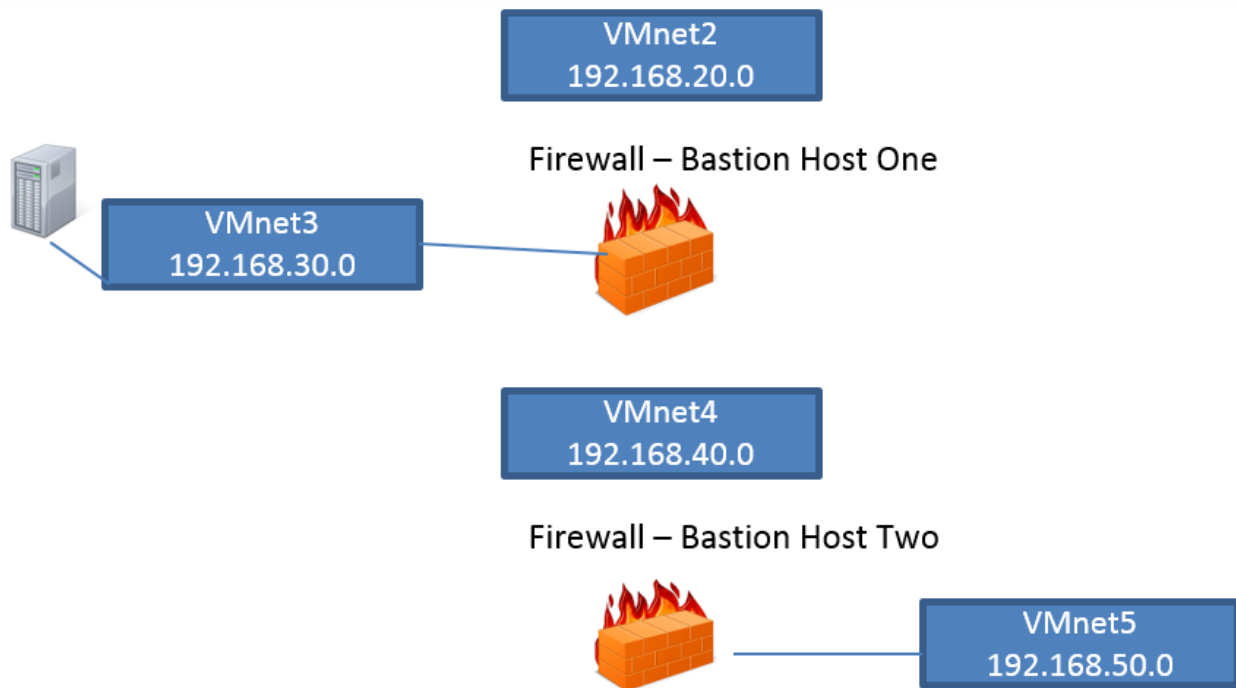 VMnet2
192.168.20.0
Firewall – Bastion Host One
VMnet3
192.168.30.0
VMnet4
192.168.40.0
Firewall – Bastion Host Two
VMnet5
192.168.50.0